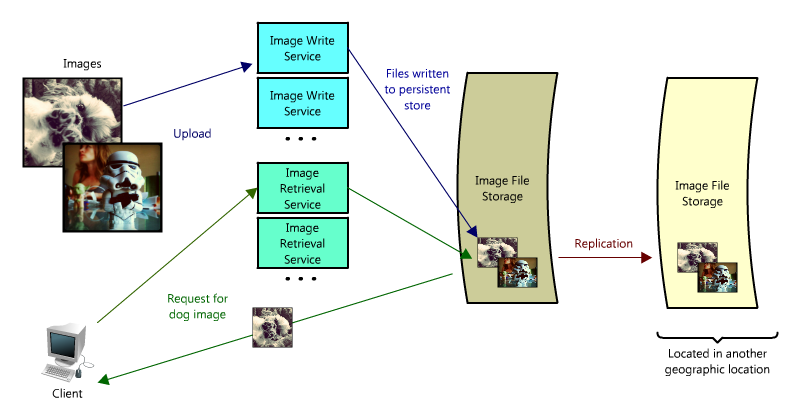 Images
Upload
Image Write
Service
Image Write
Service
. . .
Image
Retrieval
Service
Image
Retrieval
Service
. . .
Files written
to persistent
store
Image File
Storage
Replication
Image File
Storage
Request for
dog image
Client
Located in another
geographic location